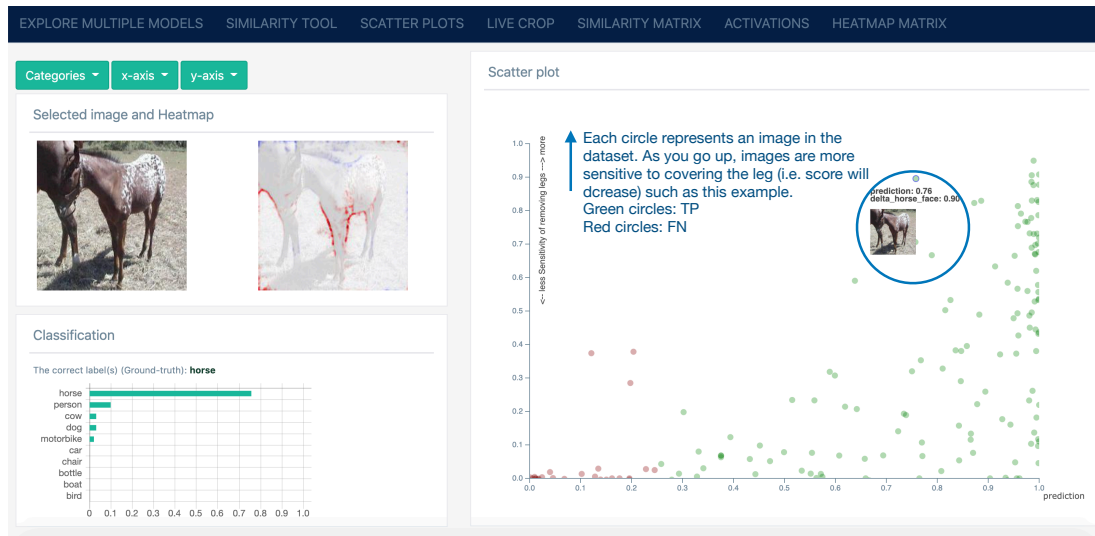 EXPLORE MULTIPLE MODELS SIMILARITY TOOL SCATTER PLOTS LIVE CROP SIMILARITY MATRIX ACTIVATIONS HEATMAP MATRIX
Categories x-axis y-axis
Selected image and Heatmap
Classification
The correct label(s) (Ground-truth): horse
horse
person
cow
dog
motorbike
car
chair
bottle
boat
bird
0 0.1 0.2 0.3 0.4 0.5 0.6 0.7 0.8 0.9 1.0
Scatter plot
Each circle represents an image in the
dataset. As you go up, images are more
sensitive to covering the leg (i.e. score will
dcrease) such as this example.
Green circles: TP
Red circles: FN
prediction: 0.76
delta_horse_face: 0.90
<-- less Sensitivity of removing legs ---> more
1.0
0.9
0.8
0.7
0.6
0.5
0.4
0.3
0.2
0.1
0.0
0.0 0.1 0.2 0.3 0.4 0.5 0.6 0.7 0.8 0.9 1.0
prediction